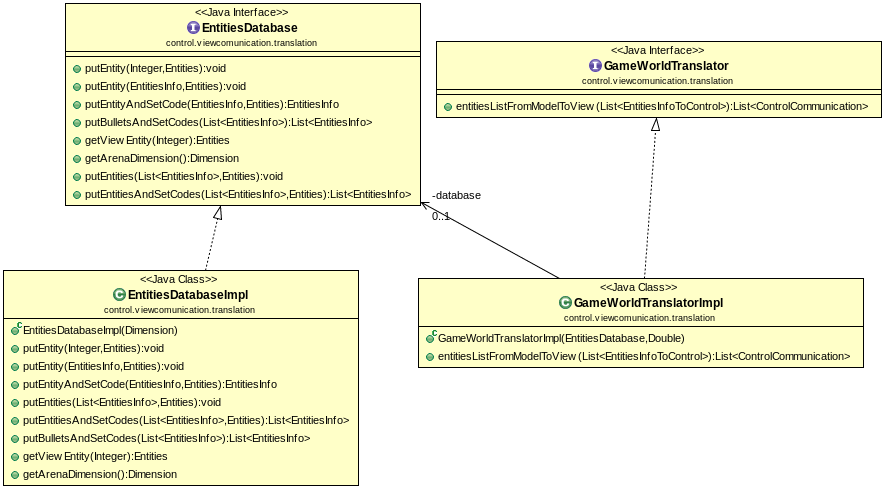 <<Java Interface>>
EntitiesDatabase
control.viewcomunication.translation
putEntity(Integer,Entities):void
putEntity(EntitiesInfo,Entities):void
putEntityAndSetCode(EntitiesInfo,Entities):EntitiesInfo
putBulletsAndSetCodes(List<EntitiesInfo>):List<EntitiesInfo>
getViewEntity(Integer):Entities
getArenaDimension():Dimension
putEntities(List<EntitiesInfo>,Entities):void
putEntitiesAndSetCodes(List<EntitiesInfo>,Entities):List<EntitiesInfo>
<<Java Interface>>
GameWorldTranslator
control.viewcomunication.translation
entitiesListFromModelToView(List<EntitiesInfoToControl>):List<ControlCommunication>
-database
0..1
<<Java Class>>
EntitiesDatabaseImpl
control.viewcomunication.translation
EntitiesDatabaseImpl(Dimension)
putEntity(Integer,Entities):void
putEntity(EntitiesInfo,Entities):void
putEntityAndSetCode(EntitiesInfo,Entities):EntitiesInfo
putEntities(List<EntitiesInfo>,Entities):void
putEntitiesAndSetCodes(List<EntitiesInfo>,Entities):List<EntitiesInfo>
putBulletsAndSetCodes(List<EntitiesInfo>):List<EntitiesInfo>
getViewEntity(Integer):Entities
getArenaDimension():Dimension
<<Java Class>>
GameWorldTranslatorImpl
control.viewcomunication.translation
GameWorldTranslatorImpl(EntitiesDatabase,Double)
entitiesListFromModelToView(List<EntitiesInfoToControl>):List<ControlCommunication>